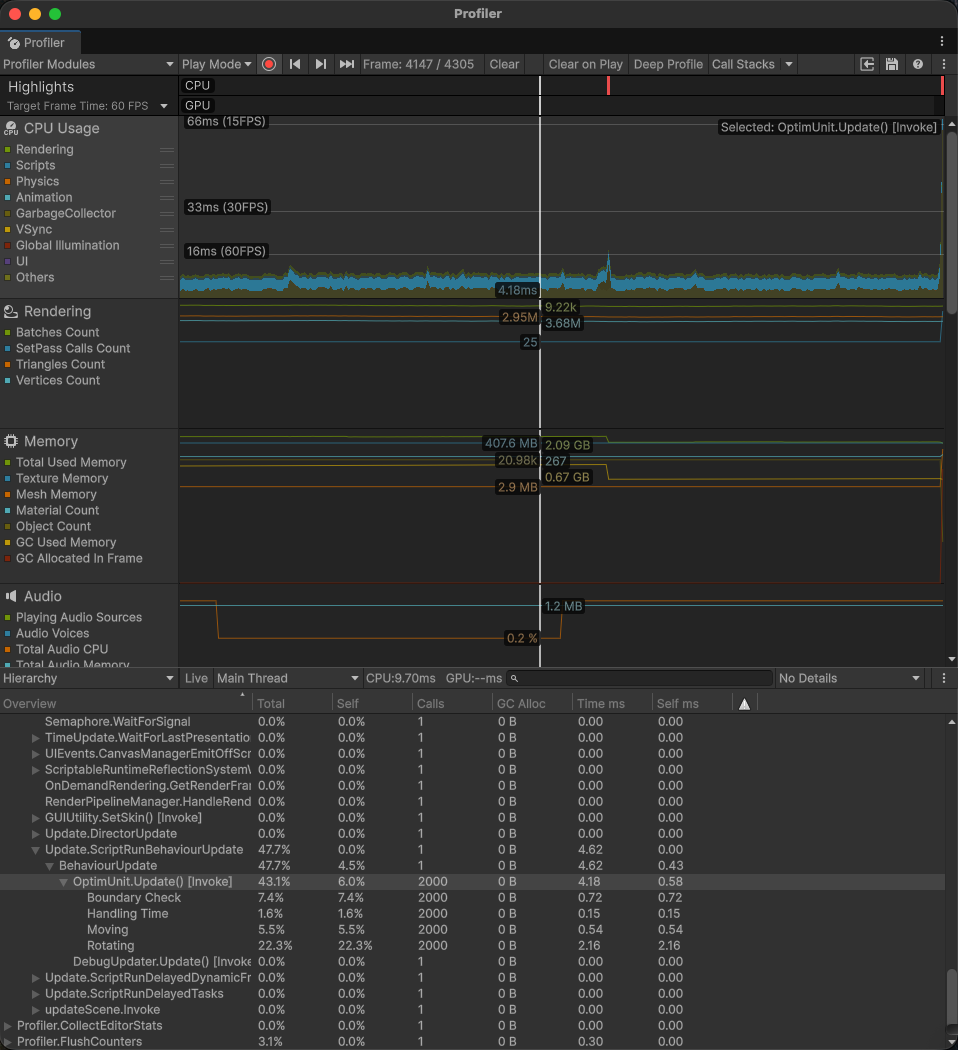 Profiler
Profiler
Profiler Modules Play Mode Frame: 4147 / 4305 Clear Clear on Play Deep Profile Call Stacks
Highlights CPU
Target Frame Time: 60 FPS GPU
CPU Usage 66ms (15FPS) Selected: OptimUnit.Update() [Invoke]
Rendering
Scripts
Physics
Animation
GarbageCollector 33ms (30FPS)
VSync
Global Illumination 16ms (60FPS)
UI
Others
4.18ms
Rendering 9.22k
2.95M 3.68M
Batches Count
SetPass Calls Count 25
Triangles Count
Vertices Count
Memory 407.6 MB 2.09 GB
Total Used Memory 20.98k 267
Texture Memory 0.67 GB
Mesh Memory 2.9 MB
Material Count
Object Count
GC Used Memory
GC Allocated In Frame
Audio 1.2 MB
Playing Audio Sources
Audio Voices 0.2 %
Total Audio CPU
Total Audio Memory
Hierarchy Live Main Thread CPU:9.70ms GPU:--ms No Details
Overview Total Self Calls GC Alloc Time ms Self ms
Semaphore.WaitForSignal 0.0% 0.0% 1 0 B 0.00 0.00
TimeUpdate.WaitForLastPresentatio 0.0% 0.0% 1 0 B 0.00 0.00
UIEvents.CanvasManagerEmitOffScr 0.0% 0.0% 1 0 B 0.00 0.00
ScriptableRuntimeReflectionSystem 0.0% 0.0% 1 0 B 0.00 0.00
OnDemandRendering.GetRenderFra 0.0% 0.0% 1 0 B 0.00 0.00
RenderPipelineManager.HandleRend 0.0% 0.0% 1 0 B 0.00 0.00
GUIUtility.SetSkin() [Invoke] 0.0% 0.0% 1 0 B 0.00 0.00
Update.DirectorUpdate 0.0% 0.0% 1 0 B 0.00 0.00
Update.ScriptRunBehaviourUpdate 47.7% 0.0% 1 0 B 4.62 0.00
BehaviourUpdate 47.7% 4.5% 1 0 B 4.62 0.43
OptimUnit.Update() [Invoke] 43.1% 6.0% 2000 0 B 4.18 0.58
Boundary Check 7.4% 7.4% 2000 0 B 0.72 0.72
Handling Time 1.6% 1.6% 2000 0 B 0.15 0.15
Moving 5.5% 5.5% 2000 0 B 0.54 0.54
Rotating 22.3% 22.3% 2000 0 B 2.16 2.16
DebugUpdater.Update() [Invoke 0.0% 0.0% 1 0 B 0.00 0.00
Update.ScriptRunDelayedDynamicFr 0.0% 0.0% 1 0 B 0.00 0.00
Update.ScriptRunDelayedTasks 0.0% 0.0% 1 0 B 0.00 0.00
updateScene.Invoke 0.0% 0.0% 1 0 B 0.00 0.00
Profiler.CollectEditorStats 0.0% 0.0% 1 0 B 0.00 0.00
Profiler.FlushCounters 3.1% 0.0% 1 0 B 0.30 0.00